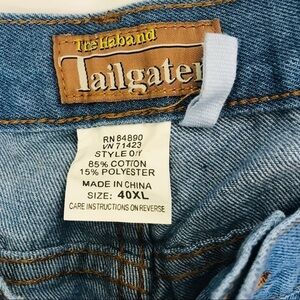 The Haband
Tailgater
RN 84890
VN 71423
STYLE 0/7
85% COTTON
15% POLYESTER
MADE IN CHINA
SIZE: 40XL
CARE INSTRUCTIONS ON REVERSE